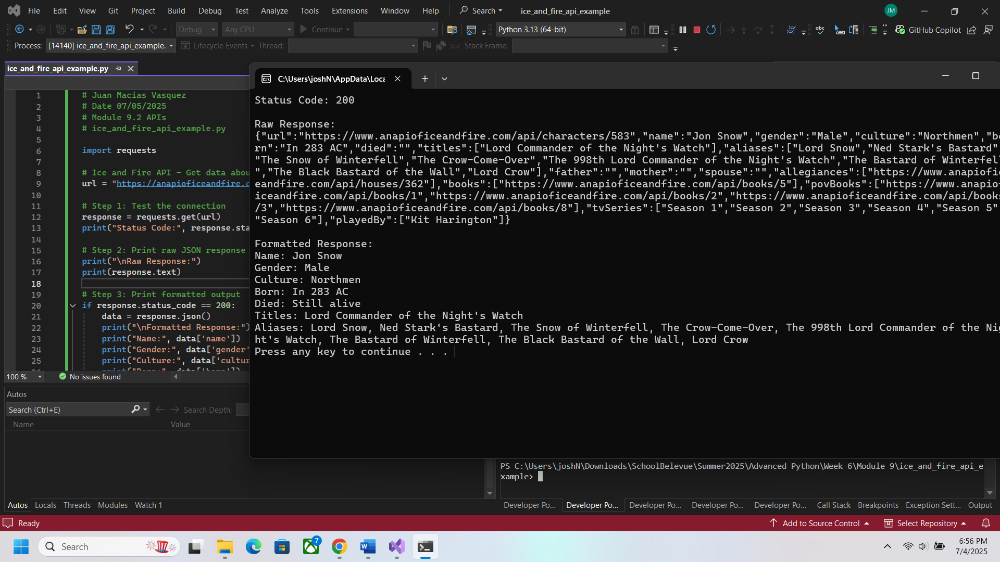 File Edit View Git Project Build Debug Test Analyze Tools Extensions Window Help Search ice_and_fire_api_example JM
Debug Any CPU Continue Python 3.13 (64-bit) GitHub Copilot
Process: [14140] ice_and_fire_api_example. Lifecycle Events Thread: Stack Frame:
ice_and_fire_api_example.py
1 # Juan Macias Vasquez
2 # Date 07/05/2025
3 # Module 9.2 APIs
4 # ice_and_fire_api_example.py
5
6 import requests
7
8 # Ice and Fire API - Get data abou
9 url = "https://anapioficeandfire.c
10
11 # Step 1: Test the connection
12 response = requests.get(url)
13 print("Status Code:", response.sta
14
15 # Step 2: Print raw JSON response
16 print("\nRaw Response:")
17 print(response.text)
18
19 # Step 3: Print formatted output
20 if response.status_code == 200:
21 data = response.json()
22 print("\nFormatted Response:")
23 print("Name:", data['name'])
24 print("Gender:", data['gender'
25 print("Culture:", data['cultur
100 % No issues found
C:\Users\joshN\AppData\Loca
Status Code: 200
Raw Response:
{"url":"https://www.anapioficeandfire.com/api/characters/583","name":"Jon Snow","gender":"Male","culture":"Northmen","bo
rn":"In 283 AC","died":"","titles":["Lord Commander of the Night's Watch"],"aliases":["Lord Snow","Ned Stark's Bastard"
"The Snow of Winterfell","The Crow-Come-Over","The 998th Lord Commander of the Night's Watch","The Bastard of Winterfell
","The Black Bastard of the Wall","Lord Crow"],"father":"","mother":"","spouse":"","allegiances":["https://www.anapiofic
eandfire.com/api/houses/362"],"books":["https://www.anapioficeandfire.com/api/books/5"],"povBooks":["https://www.anapiof
iceandfire.com/api/books/1","https://www.anapioficeandfire.com/api/books/2","https://www.anapioficeandfire.com/api/books
/3","https://www.anapioficeandfire.com/api/books/8"],"tvSeries":["Season 1","Season 2","Season 3","Season 4","Season 5"
"Season 6"],"playedBy":["Kit Harington"]}
Formatted Response:
Name: Jon Snow
Gender: Male
Culture: Northmen
Born: In 283 AC
Died: Still alive
Titles: Lord Commander of the Night's Watch
Aliases: Lord Snow, Ned Stark's Bastard, The Snow of Winterfell, The Crow-Come-Over, The 998th Lord Commander of the Nig
ht's Watch, The Bastard of Winterfell, The Black Bastard of the Wall, Lord Crow
Press any key to continue . . .
Autos
Search (Ctrl+E) Search Depth:
Name Value
PS C:\Users\joshN\Downloads\SchoolBelevue\Summer2025\Advanced Python\Week 6\Module 9\ice_and_fire_api_e
xample>
Autos Locals Threads Modules Watch 1
Developer Po... Developer Po... Developer Po... Developer Po... Developer Po... Call Stack Breakpoints Exception Sett... Output
Ready Add to Source Control Select Repository
Search 7 6:56 PM
7/4/2025